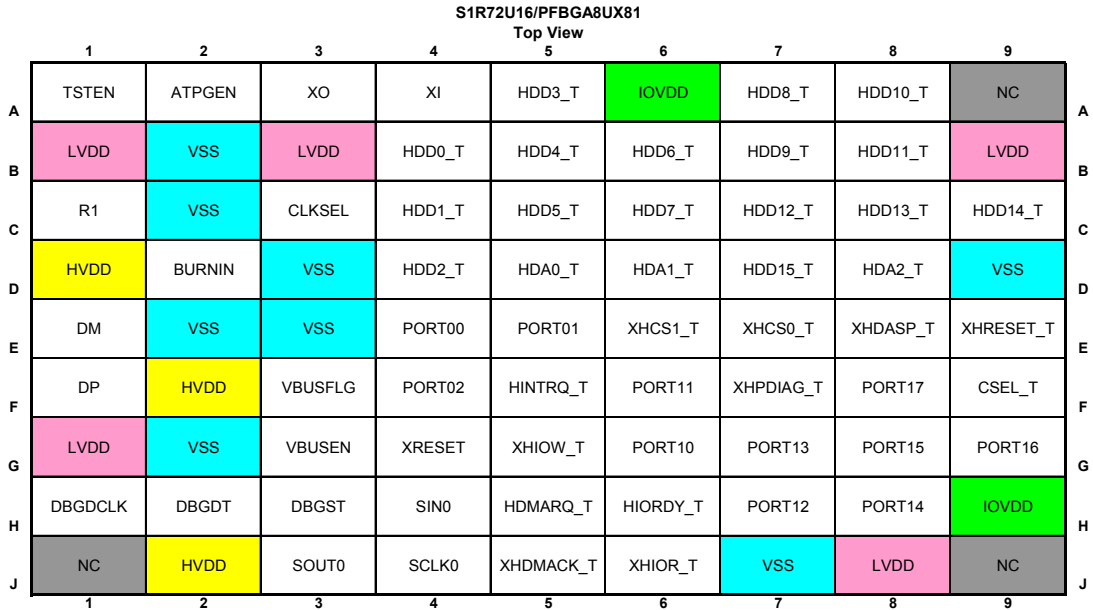 S1R72U16/PFBGA8UX81
Top View
1 2 3 4 5 6 7 8 9
A TSTEN ATPGEN XO XI HDD3_T IOVDD HDD8_T HDD10_T NC A
B LVDD VSS LVDD HDD0_T HDD4_T HDD6_T HDD9_T HDD11_T LVDD B
C R1 VSS CLKSEL HDD1_T HDD5_T HDD7_T HDD12_T HDD13_T HDD14_T C
D HVDD BURNIN VSS HDD2_T HDA0_T HDA1_T HDD15_T HDA2_T VSS D
E DM VSS VSS PORT00 PORT01 XHCS1_T XHCS0_T XHDASP_T XHRESET_T E
F DP HVDD VBUSFLG PORT02 HINTRQ_T PORT11 XHPDIAG_T PORT17 CSEL_T F
G LVDD VSS VBUSEN XRESET XHIOW_T PORT10 PORT13 PORT15 PORT16 G
H DBGDCLK DBGDT DBGST SIN0 HDMARQ_T HIORDY_T PORT12 PORT14 IOVDD H
J NC HVDD SOUT0 SCLK0 XHDMACK_T XHIOR_T VSS LVDD NC J
1 2 3 4 5 6 7 8 9